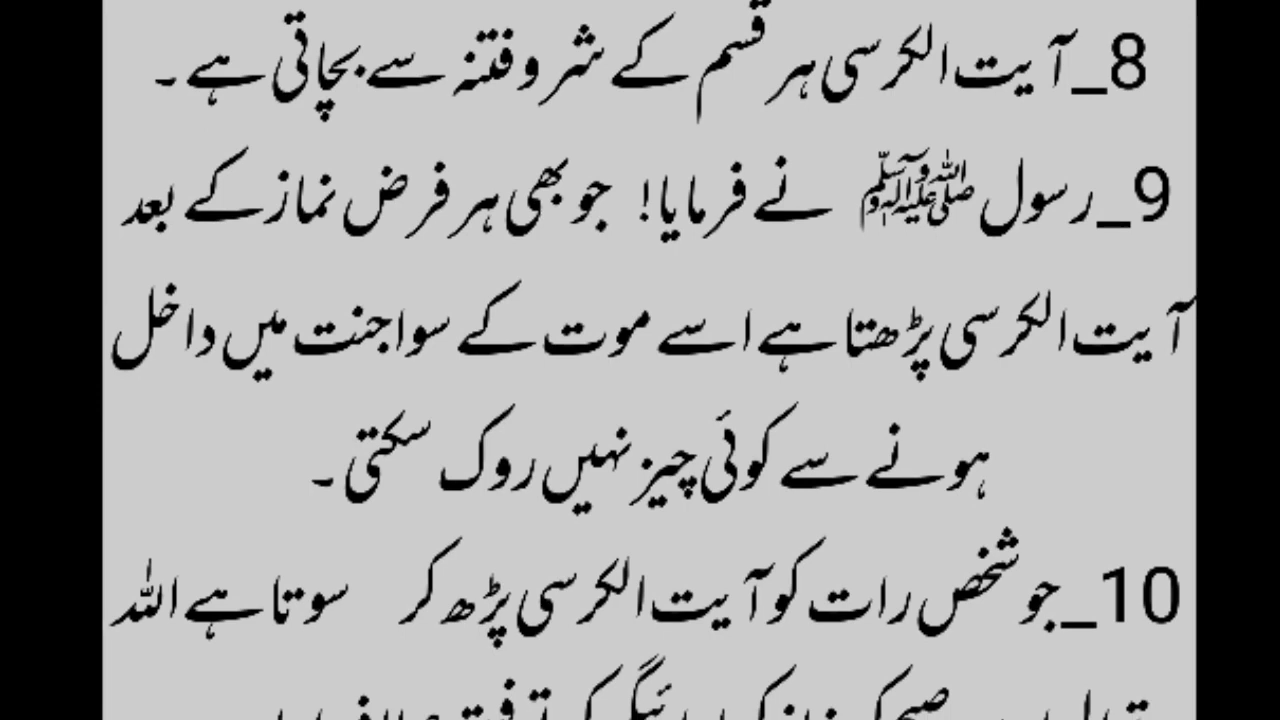 8_آیت الکرسی ہر قسم کے شر و فتنہ سے بچاتی ہے۔
9_رسول ﷺ نے فرمایا! جو بھی ہر فرض نماز کے بعد
آیت الکرسی پڑھتا ہے اسے موت کے سوا جنت میں داخل
ہونے سے کوئی چیز نہیں روک سکتی۔
10_جو شخص رات کو آیت الکرسی پڑھ کر سوتا ہے اللہ